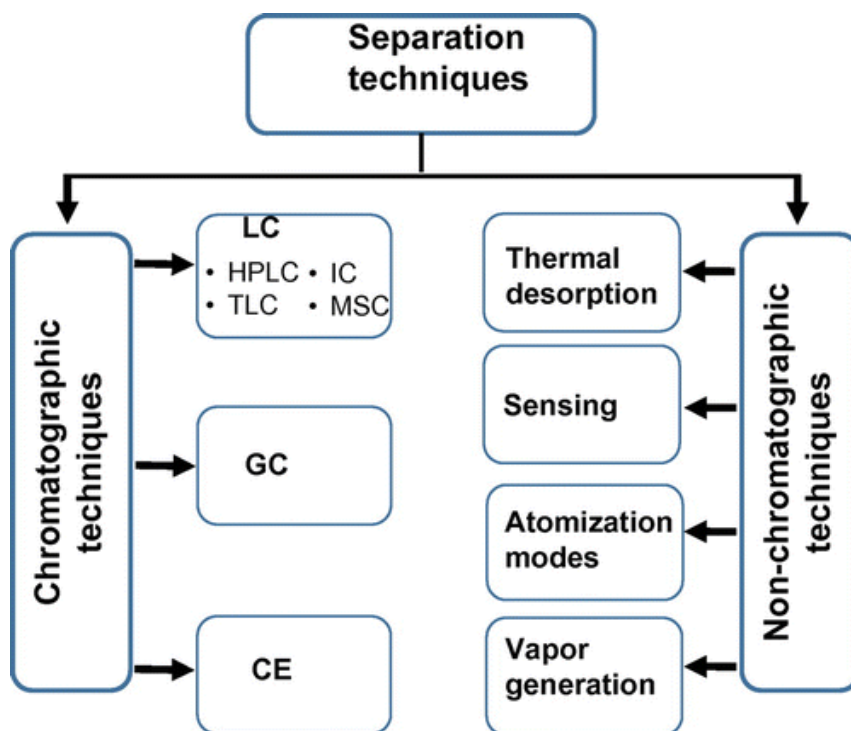 Separation
techniques
Chromatographic
techniques
LC
• HPLC • IC
• TLC • MSC
GC
CE
Thermal
desorption
Sensing
Atomization
modes
Vapor
generation
Non-chromatographic
techniques